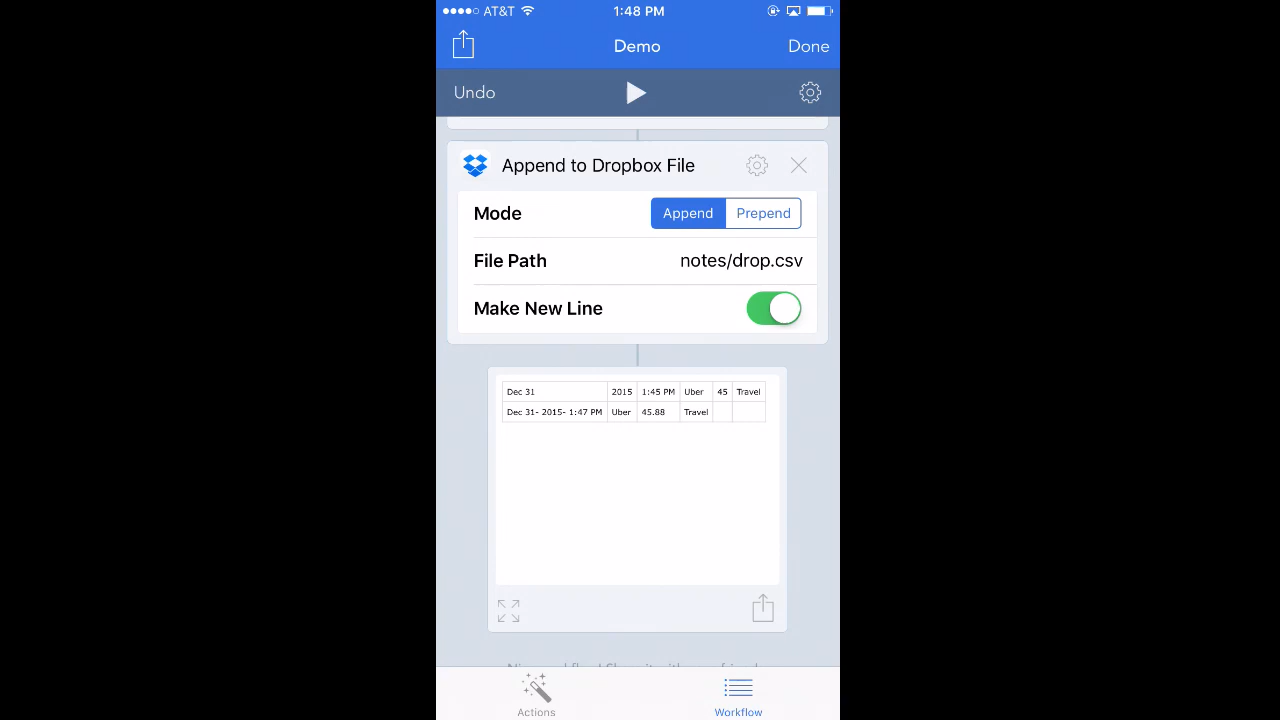 AT&T 1:48 PM
Demo Done
Undo
Append to Dropbox File
Mode Append Prepend
File Path notes/drop.csv
Make New Line
Dec 31 2015 1:45 PM Uber 45 Travel
Dec 31- 2015- 1:47 PM Uber 45.88 Travel
Actions Workflow